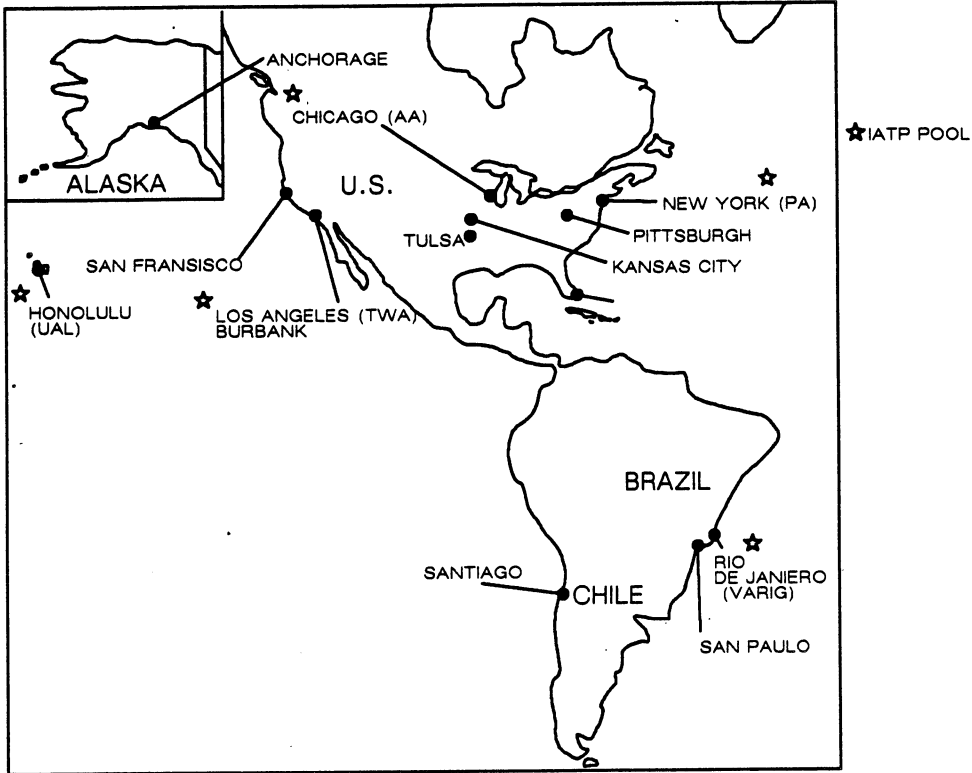 ANCHORAGE
CHICAGO (AA)
☆IATP POOL
ALASKA
U.S.
NEW YORK (PA)
TULSA
PITTSBURGH
SAN FRANSISCO
KANSAS CITY
HONOLULU
(UAL)
LOS ANGELES (TWA)
BURBANK
BRAZIL
SANTIAGO
CHILE
RIO
DE JANIERO
(VARIG)
SAN PAULO